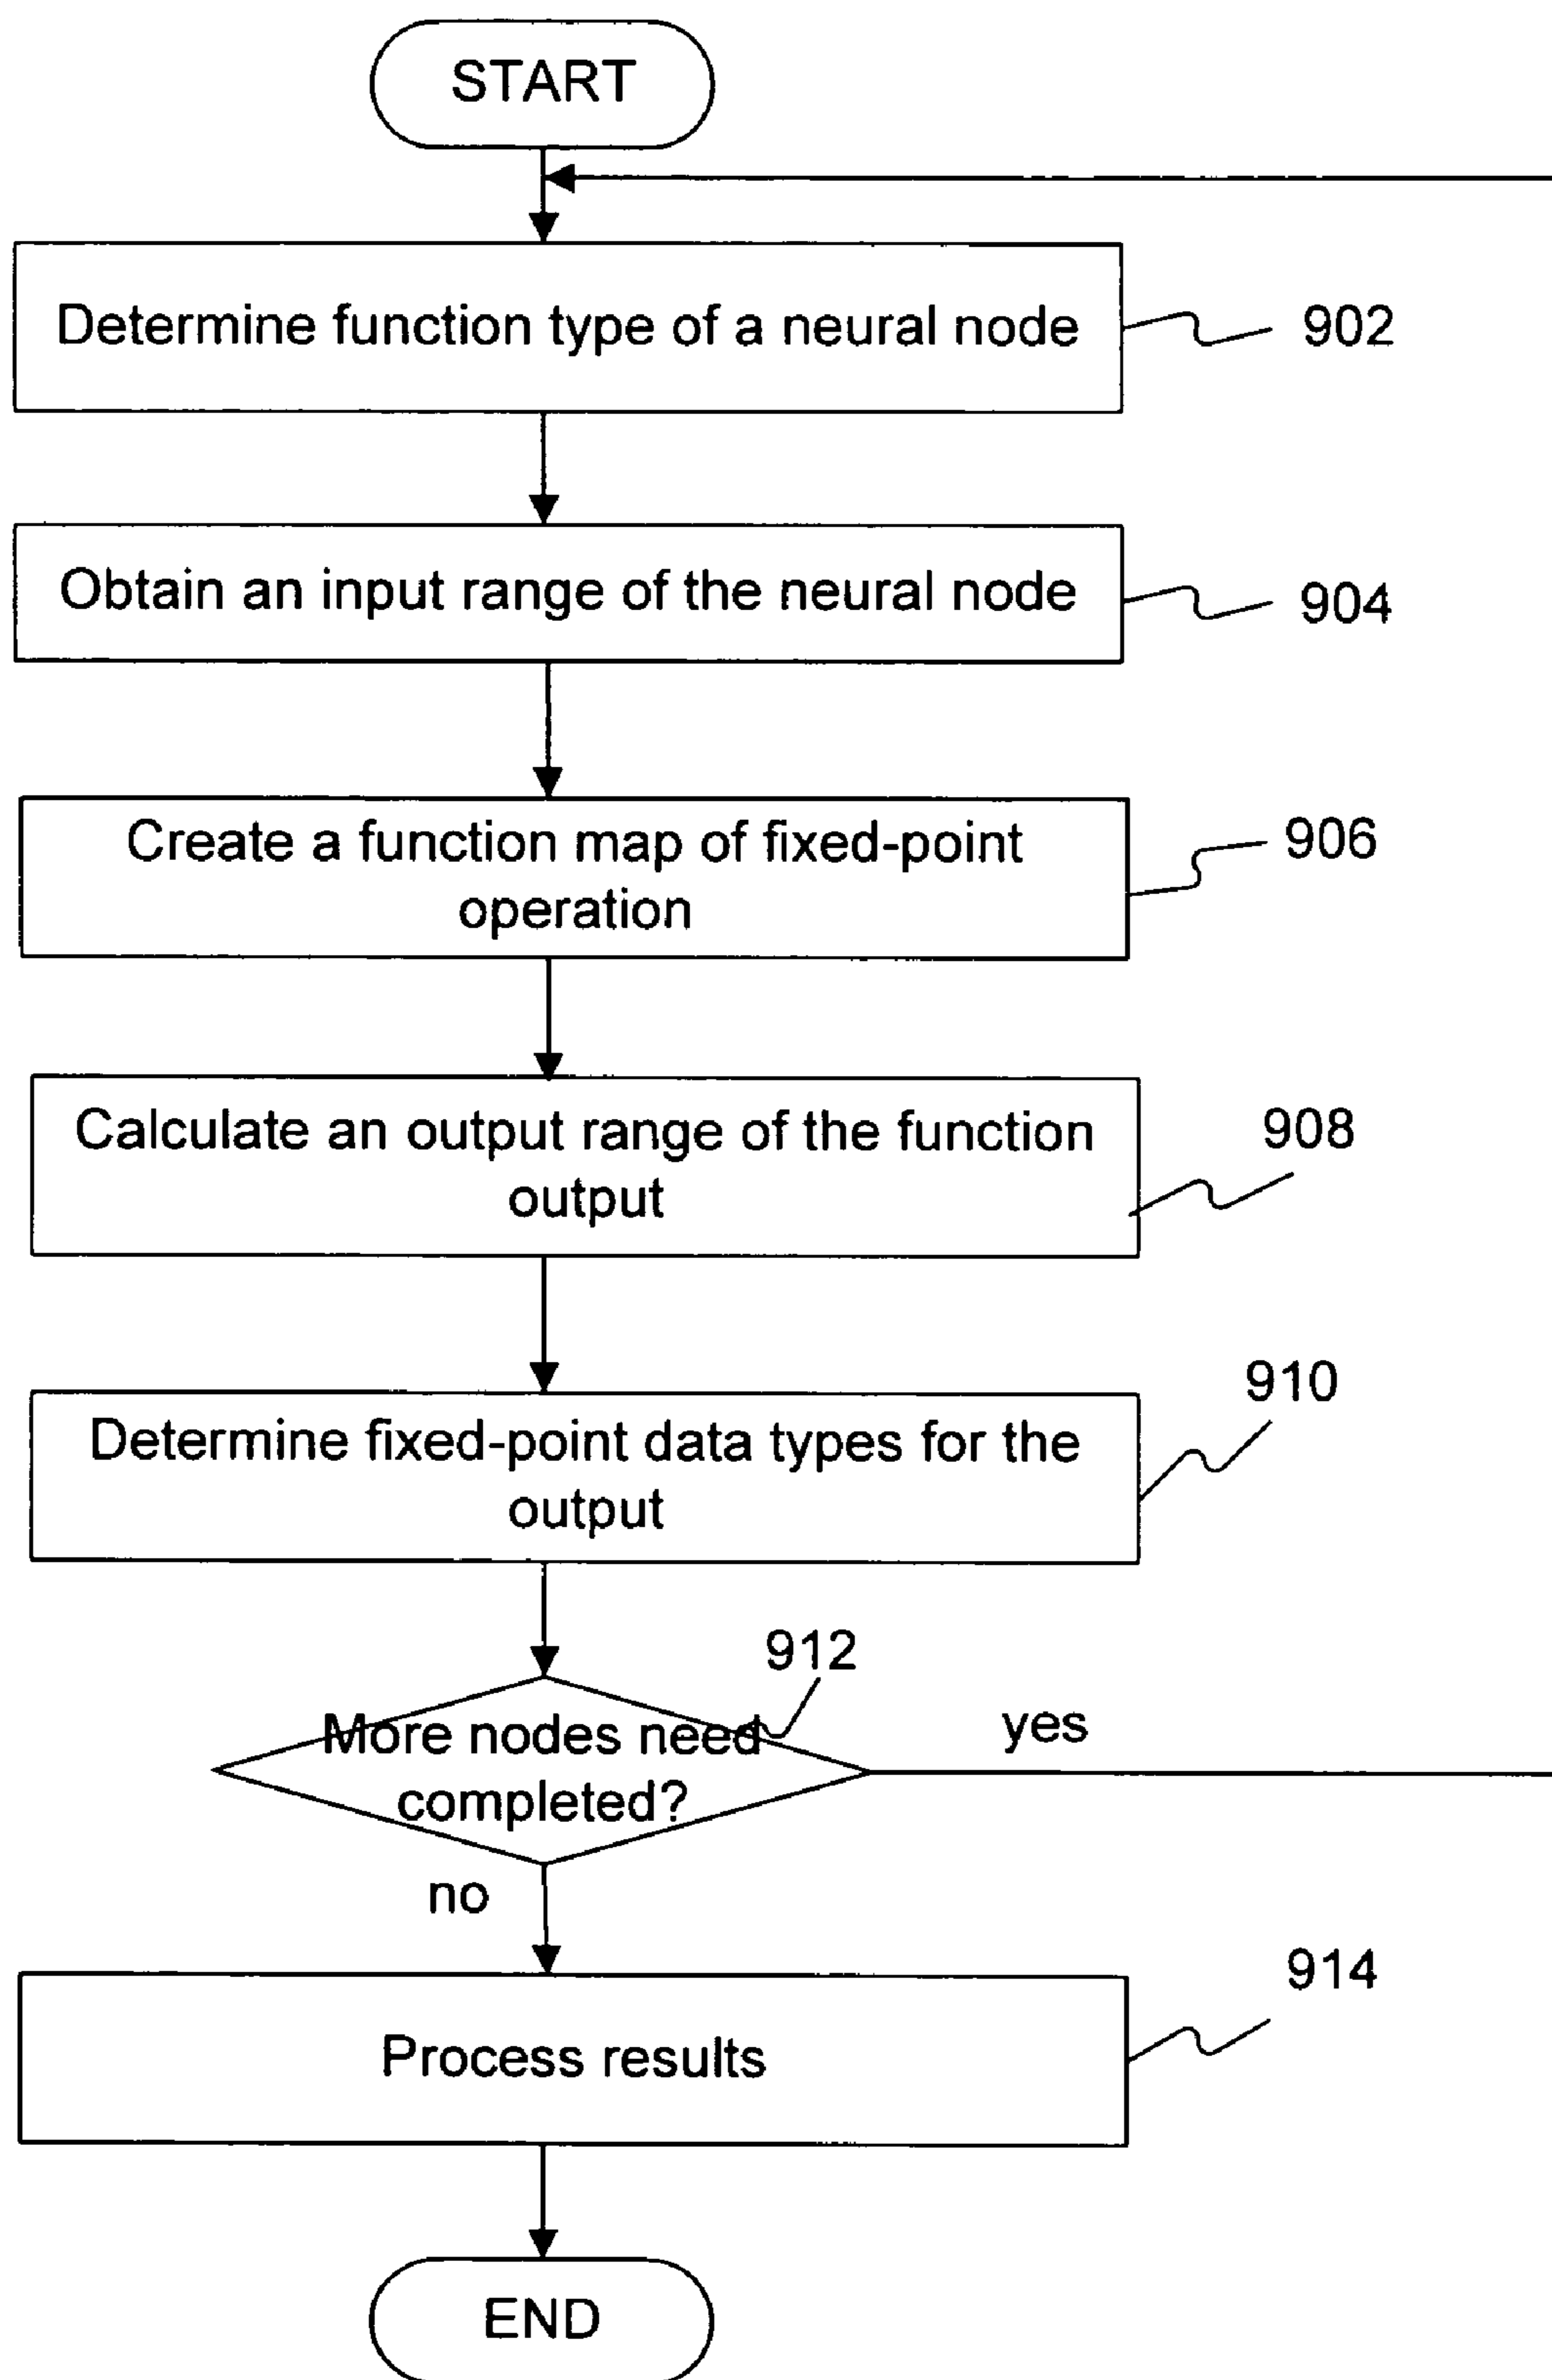 START
Determine function type of a neural node
902
Obtain an input range of the neural node
904
Create a function map of fixed-point
operation
906
Calculate an output range of the function
output
908
Determine fixed-point data types for the
output
910
912
More nodes need
completed?
yes
no
Process results
914
END